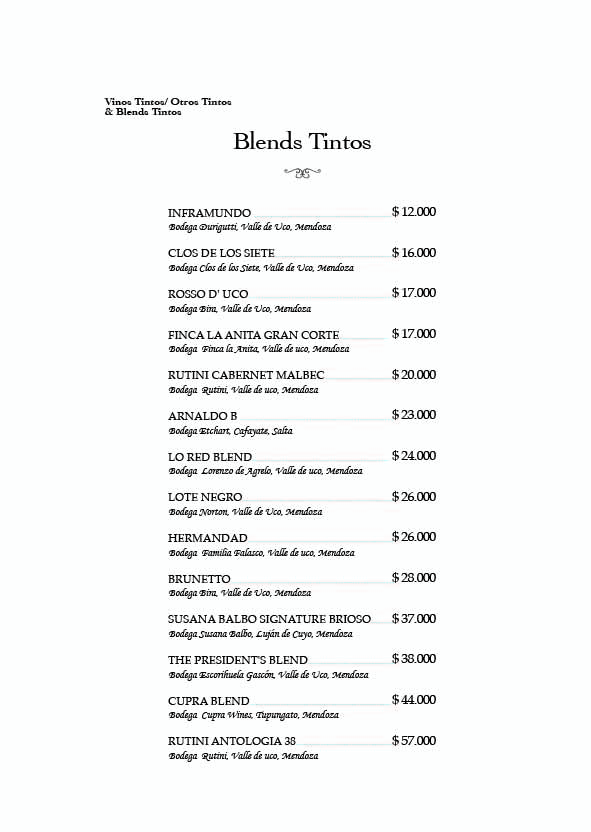 Vinos Tintos/ Otros Tintos
& Blends Tintos
Blends Tintos
INFRAMUNDO $ 12.000
Bodega Durigutti, Valle de Uco, Mendoza
CLOS DE LOS SIETE $ 16.000
Bodega Clos de los Siete, Valle de Uco, Mendoza
ROSSO D' UCO $ 17.000
Bodega Bira, Valle de Uco, Mendoza
FINCA LA ANITA GRAN CORTE $ 17.000
Bodega Finca la Anita, Valle de uco, Mendoza
RUTINI CABERNET MALBEC $ 20.000
Bodega Rutini, Valle de uco, Mendoza
ARNALDO B $ 23.000
Bodega Etchart, Cafayate, Salta
LO RED BLEND $ 24.000
Bodega Lorenzo de Agrelo, Valle de uco, Mendoza
LOTE NEGRO $ 26.000
Bodega Norton, Valle de Uco, Mendoza
HERMANDAD $ 26.000
Bodega Familia Falasco, Valle de uco, Mendoza
BRUNETTO $ 28.000
Bodega Bira, Valle de Uco, Mendoza
SUSANA BALBO SIGNATURE BRIOSO $ 37.000
Bodega Susana Balbo, Luján de Cuyo, Mendoza
THE PRESIDENT'S BLEND $ 38.000
Bodega Escorihuela Gascón, Valle de Uco, Mendoza
CUPRA BLEND $ 44.000
Bodega Cupra Wines, Tupungato, Mendoza
RUTINI ANTOLOGIA 38 $ 57.000
Bodega Rutini, Valle de uco, Mendoza